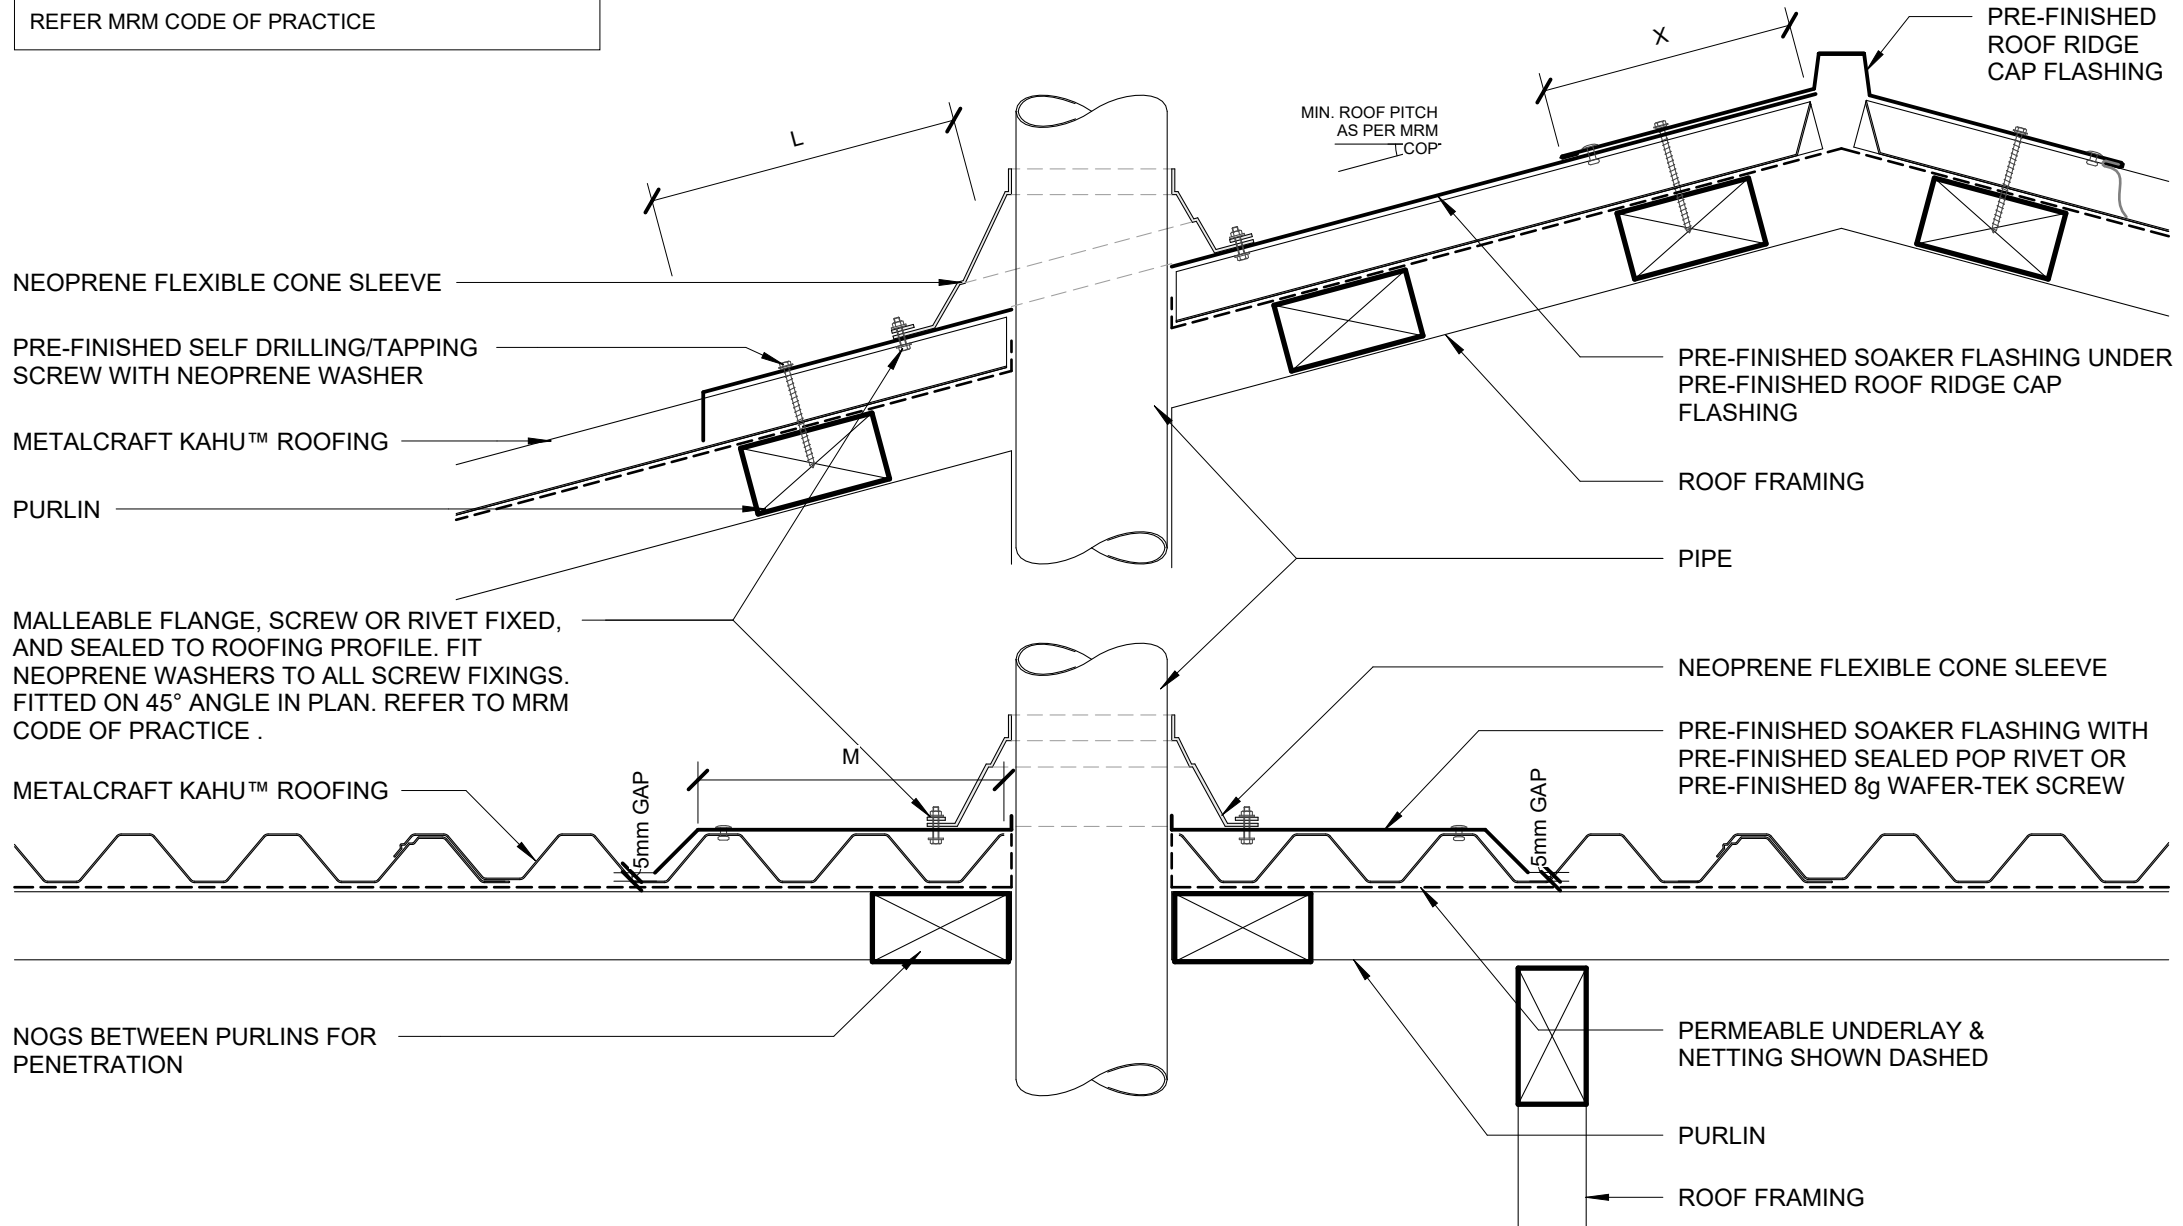 REFER MRM CODE OF PRACTICE
PRE-FINISHED
ROOF RIDGE
CAP FLASHING
X
L
MIN. ROOF PITCH
AS PER MRM
COP
NEOPRENE FLEXIBLE CONE SLEEVE
PRE-FINISHED SELF DRILLING/TAPPING
SCREW WITH NEOPRENE WASHER
METALCRAFT KAHU™ ROOFING
PURLIN
PRE-FINISHED SOAKER FLASHING UNDER
PRE-FINISHED ROOF RIDGE CAP
FLASHING
ROOF FRAMING
PIPE
MALLEABLE FLANGE, SCREW OR RIVET FIXED,
AND SEALED TO ROOFING PROFILE. FIT
NEOPRENE WASHERS TO ALL SCREW FIXINGS.
FITTED ON 45° ANGLE IN PLAN. REFER TO MRM
CODE OF PRACTICE .
METALCRAFT KAHU™ ROOFING
M
5mm GAP
5mm GAP
NEOPRENE FLEXIBLE CONE SLEEVE
PRE-FINISHED SOAKER FLASHING WITH
PRE-FINISHED SEALED POP RIVET OR
PRE-FINISHED 8g WAFER-TEK SCREW
NOGS BETWEEN PURLINS FOR
PENETRATION
PERMEABLE UNDERLAY &
NETTING SHOWN DASHED
PURLIN
ROOF FRAMING